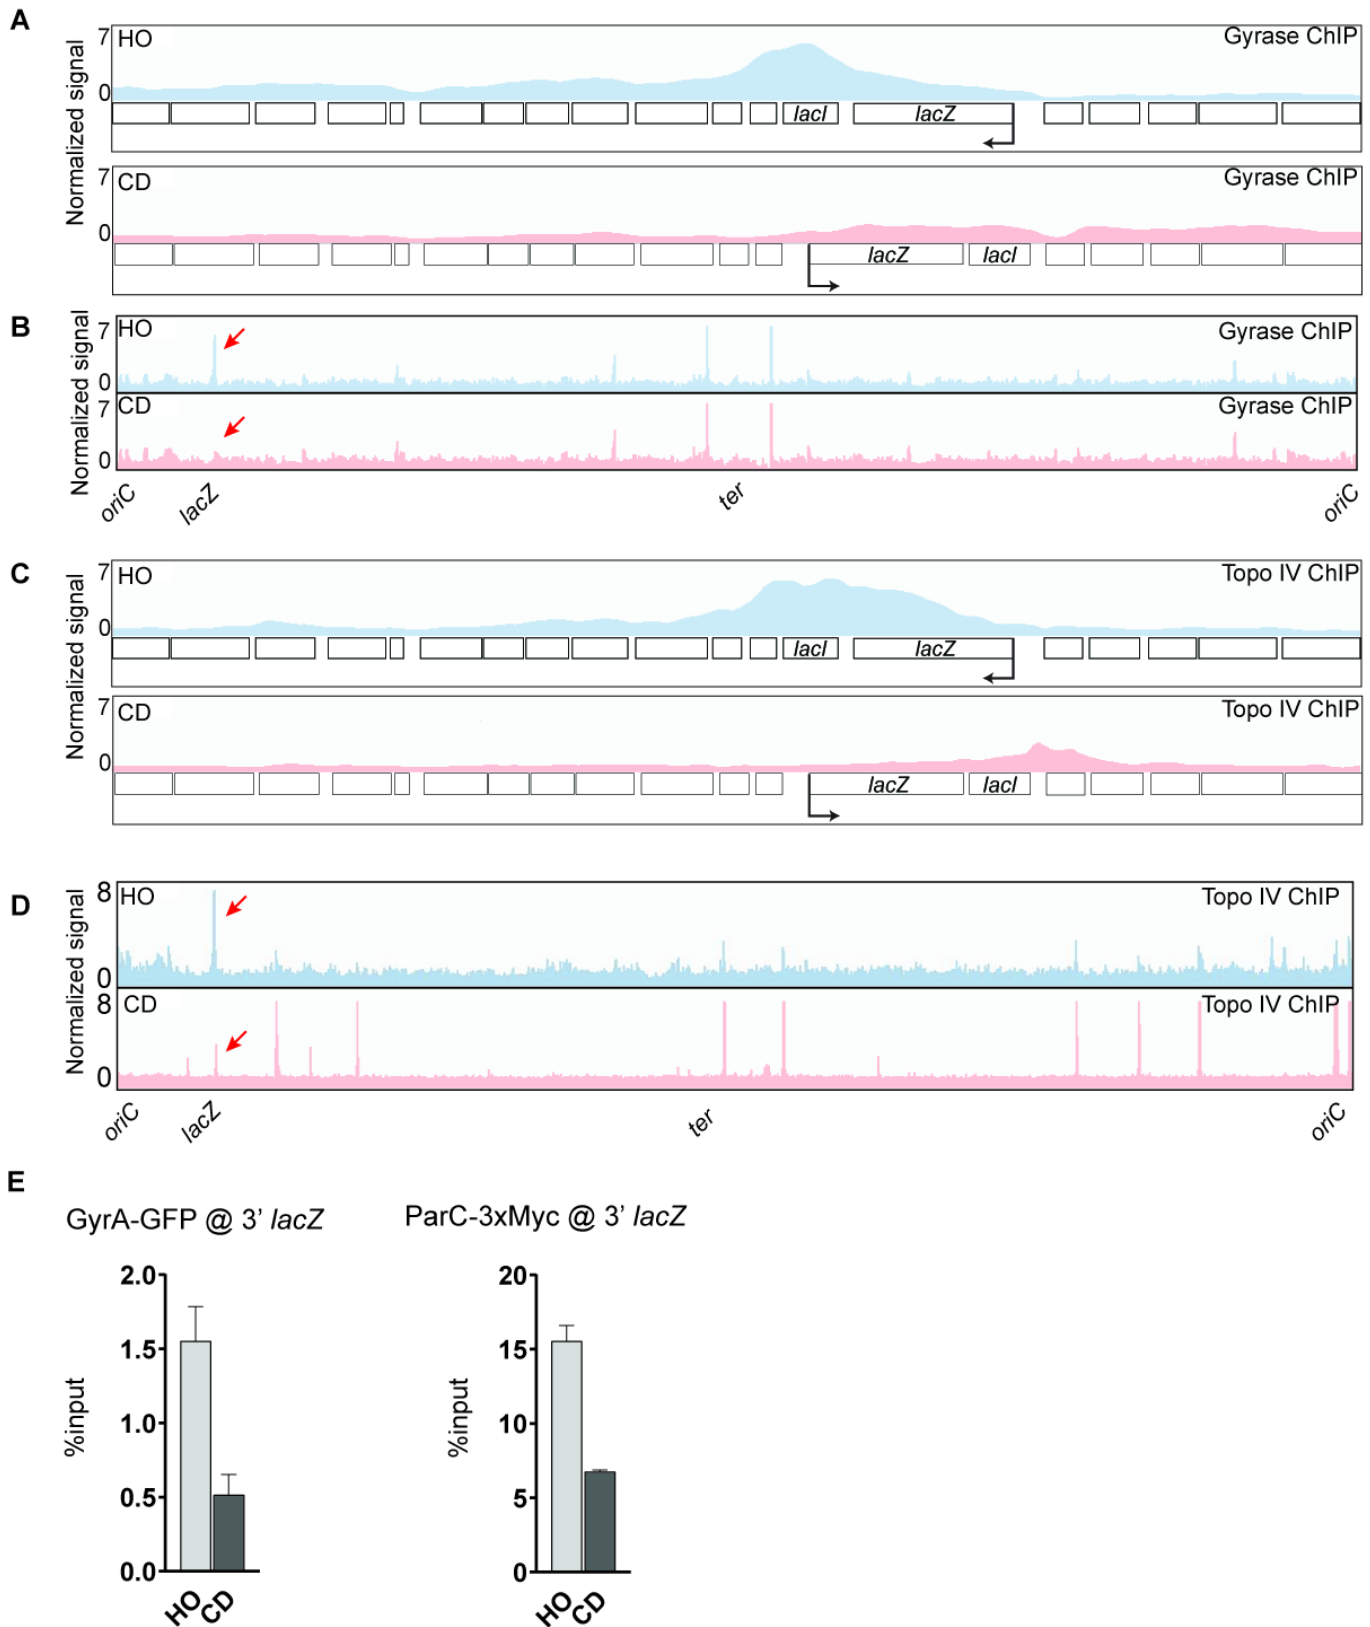 A
Normalized signal
7
HO
Gyrase ChIP
0
lacI
lacZ
7
CD
Gyrase ChIP
0
lacZ
lacI
B
Normalized signal
7
HO
Gyrase ChIP
0
7
CD
Gyrase ChIP
0
oriC
lacZ
ter
oriC
C
Normalized signal
7
HO
Topo IV ChIP
0
lacI
lacZ
7
CD
Topo IV ChIP
0
lacZ
lacI
D
Normalized signal
8
HO
Topo IV ChIP
0
8
CD
Topo IV ChIP
0
oriC
lacZ
ter
oriC
E
GyrA-GFP @ 3’ lacZ
%input
2.0
1.5
1.0
0.5
0.0
HO
CD
ParC-3xMyc @ 3’ lacZ
%input
20
15
10
5
0
HO
CD